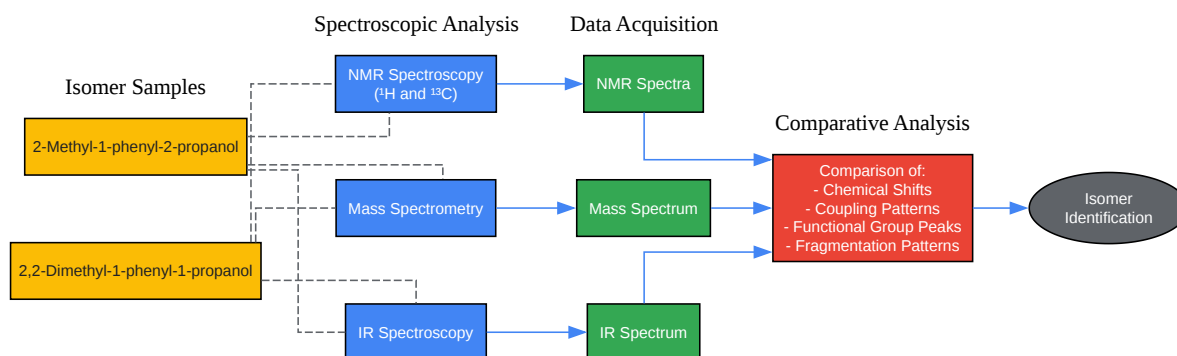 Spectroscopic Analysis
Data Acquisition
Isomer Samples
NMR Spectroscopy
(¹H and ¹³C)
NMR Spectra
2-Methyl-1-phenyl-2-propanol
Comparative Analysis
Mass Spectrometry
Mass Spectrum
Comparison of:
- Chemical Shifts
- Coupling Patterns
- Functional Group Peaks
- Fragmentation Patterns
Isomer
Identification
2,2-Dimethyl-1-phenyl-1-propanol
IR Spectroscopy
IR Spectrum